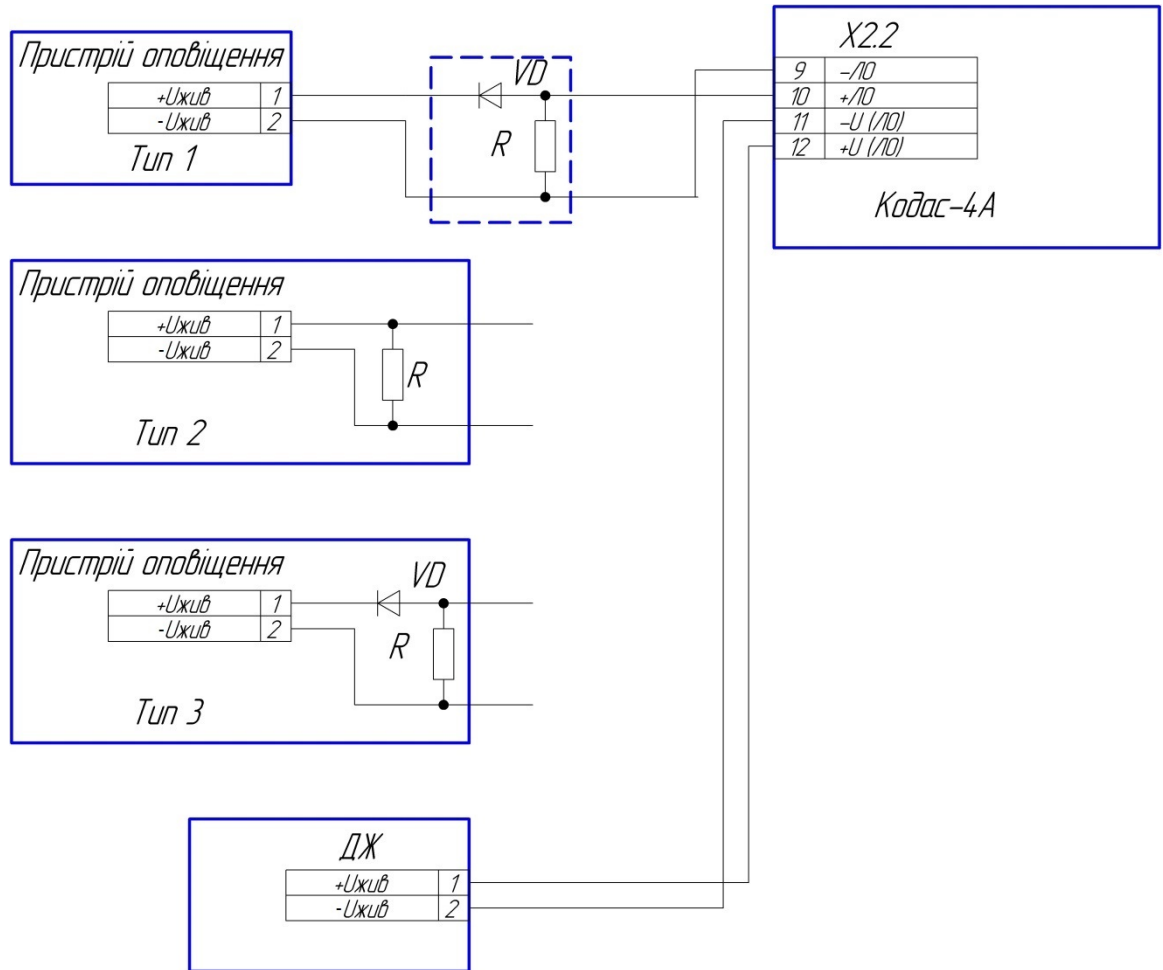 Пристрій оповіщення
+Uжив 1
-Uжив 2
Тип 1
VD
R
X2.2
9 -ЛО
10 +ЛО
11 -U (ЛО)
12 +U (ЛО)
Кодас-4А
Пристрій оповіщення
+Uжив 1
-Uжив 2
R
Тип 2
Пристрій оповіщення
+Uжив 1
-Uжив 2
VD
R
Тип 3
ДЖ
+Uжив 1
-Uжив 2